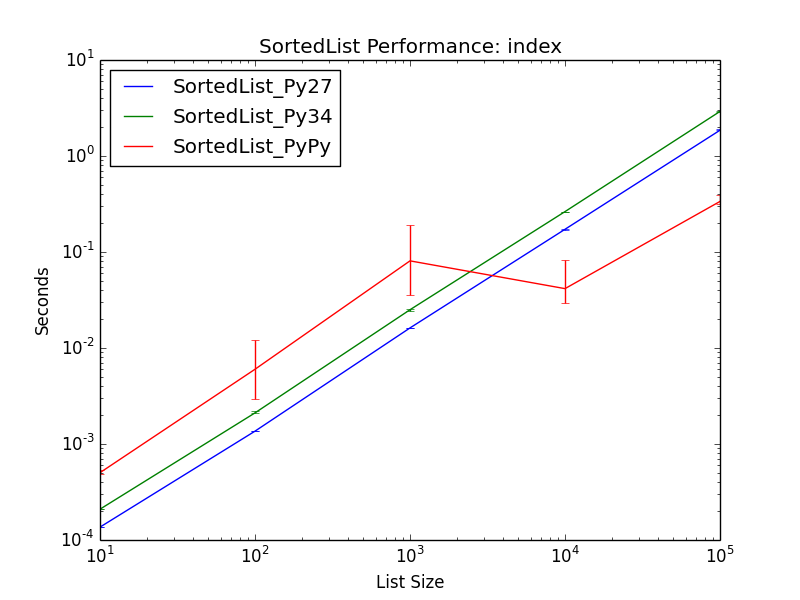 SortedList Performance: index
SortedList_Py27
SortedList_Py34
SortedList_PyPy
10^1
10^0
10^-1
10^-2
10^-3
10^-4
Seconds
10^1 10^2 10^3 10^4 10^5
List Size